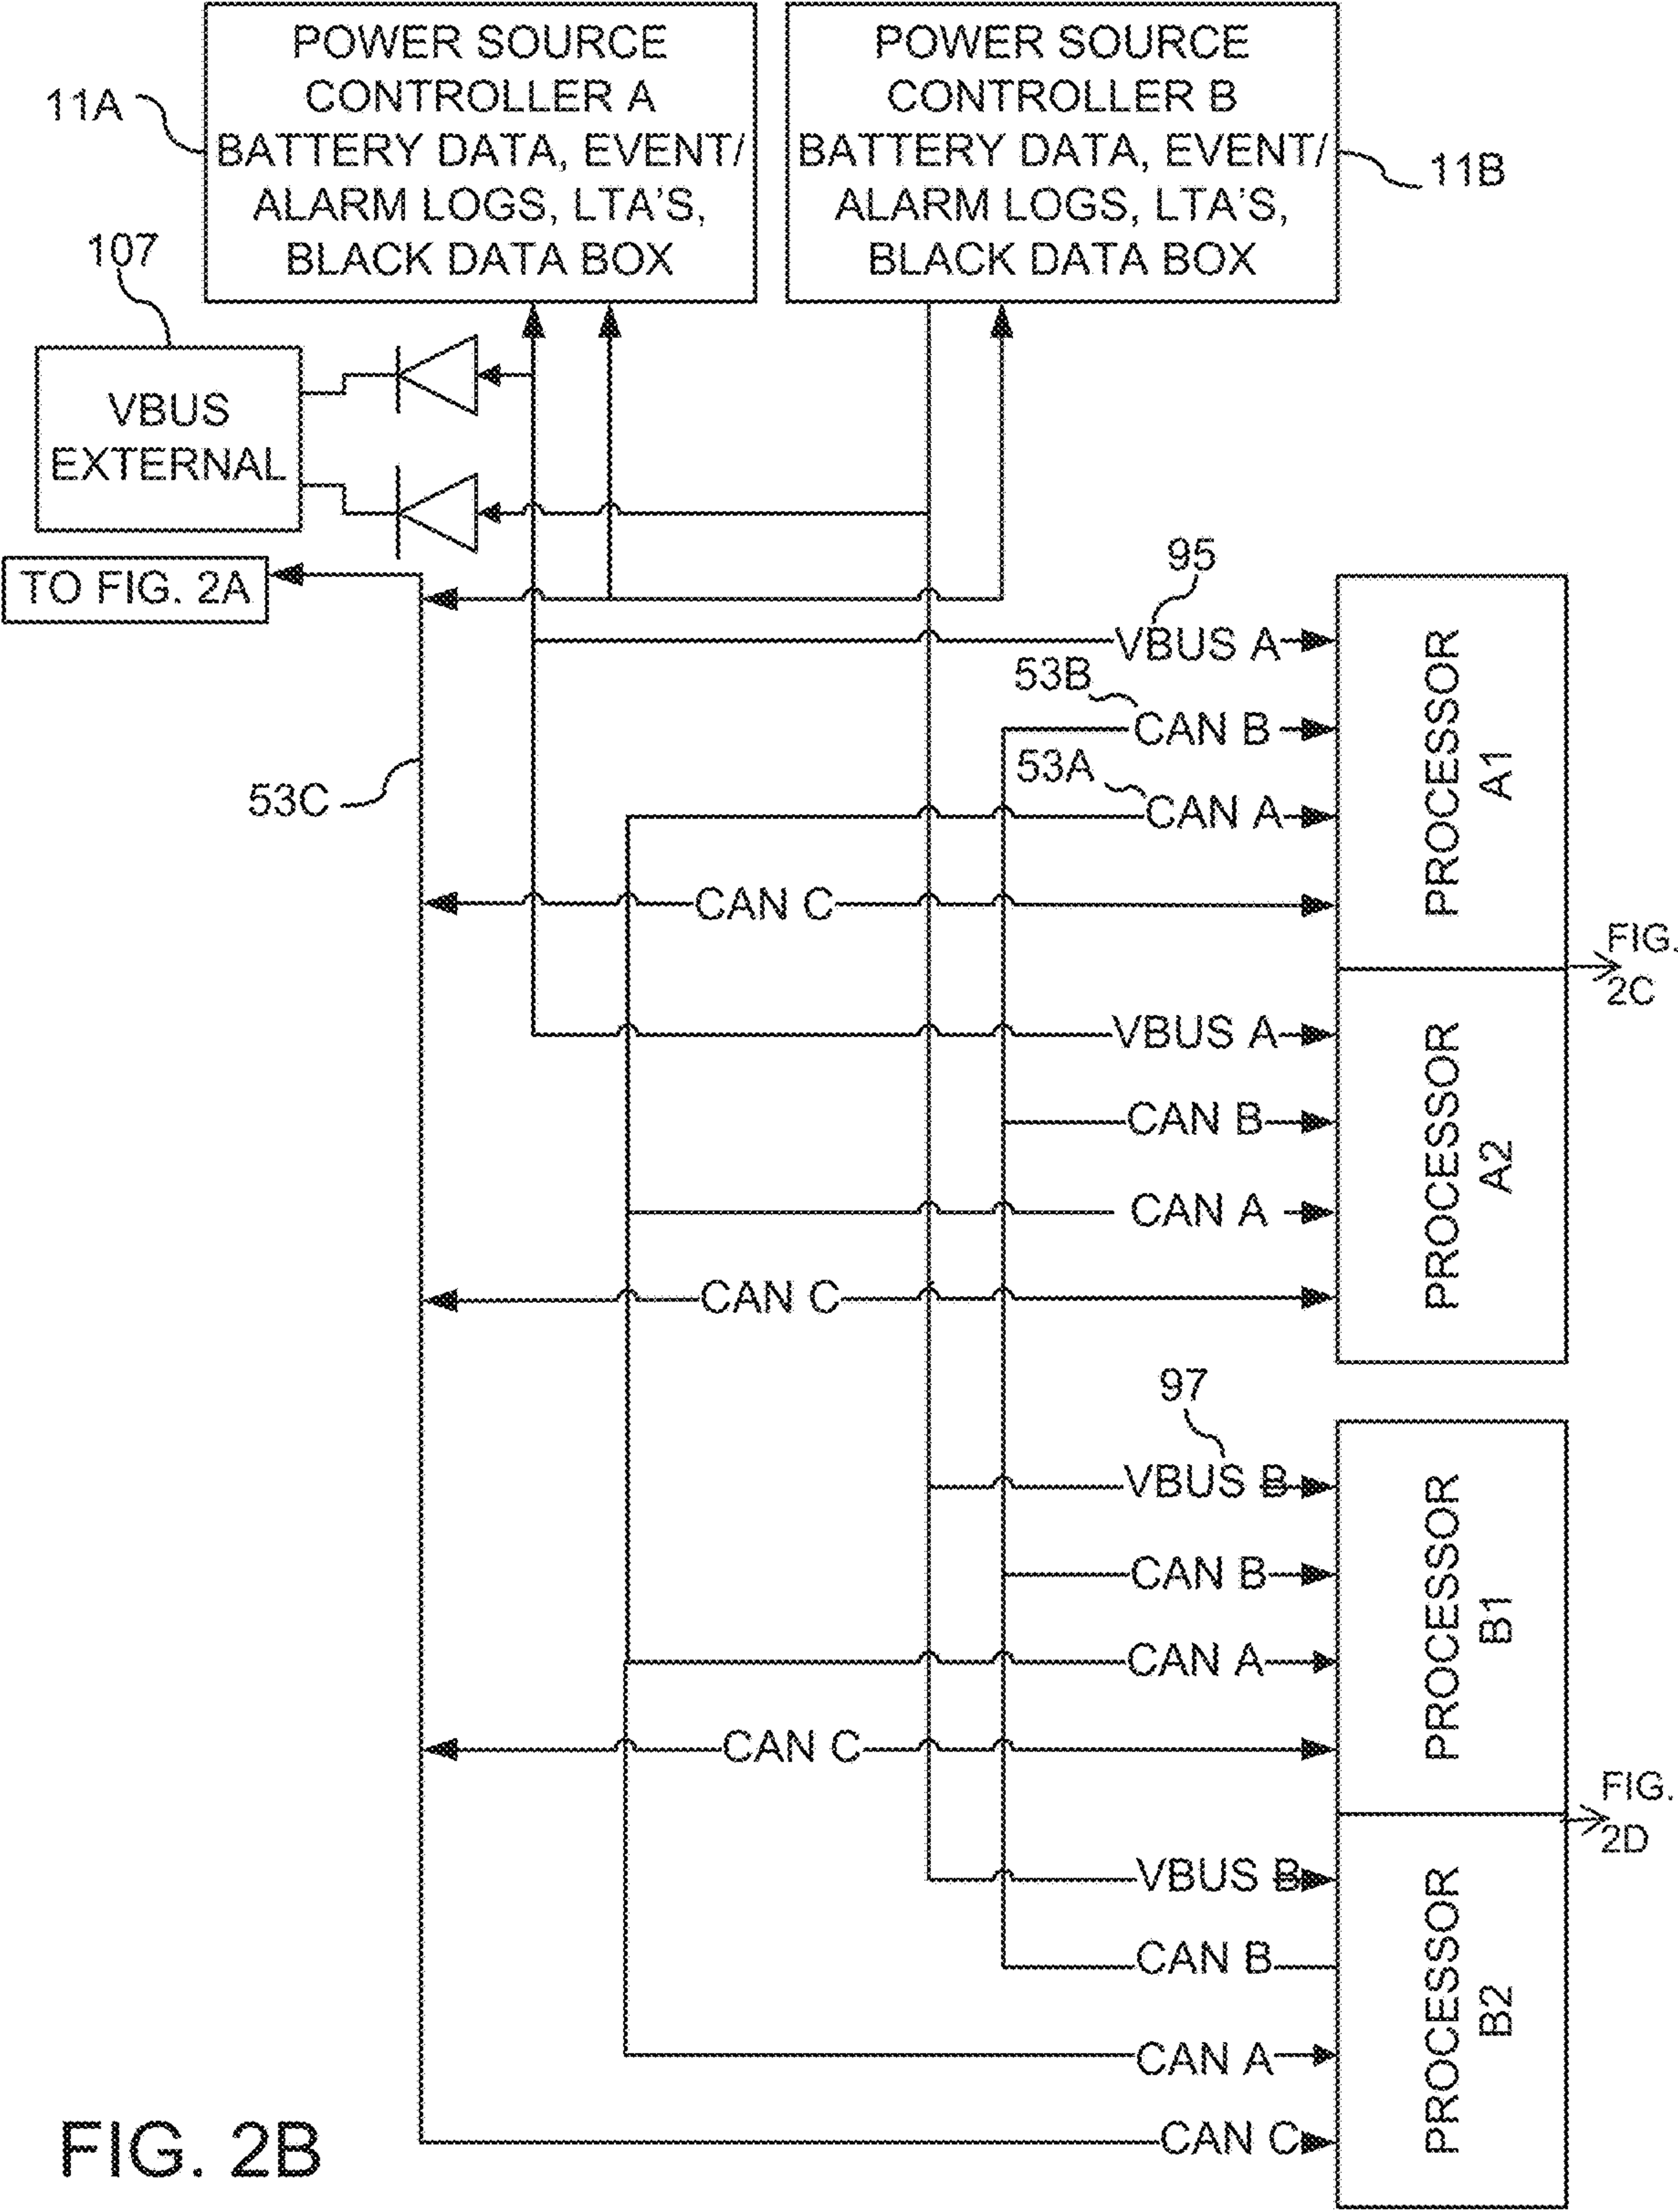 POWER SOURCE
CONTROLLER A
BATTERY DATA, EVENT/
ALARM LOGS, LTA'S,
BLACK DATA BOX
POWER SOURCE
CONTROLLER B
BATTERY DATA, EVENT/
ALARM LOGS, LTA'S,
BLACK DATA BOX
11A
11B
107
VBUS
EXTERNAL
TO FIG. 2A
95
VBUS A
53B
CAN B
53A
CAN A
53C
CAN C
PROCESSOR
A1
FIG.
2C
VBUS A
CAN B
CAN A
CAN C
PROCESSOR
A2
97
VBUS B
CAN B
CAN A
CAN C
PROCESSOR
B1
FIG.
2D
VBUS B
CAN B
CAN A
CAN C
PROCESSOR
B2
FIG. 2B